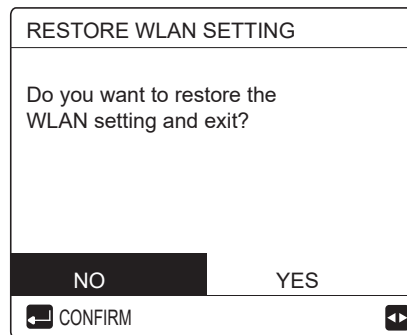 RESTORE WLAN SETTING
Do you want to restore the
WLAN setting and exit?
NO YES
CONFIRM